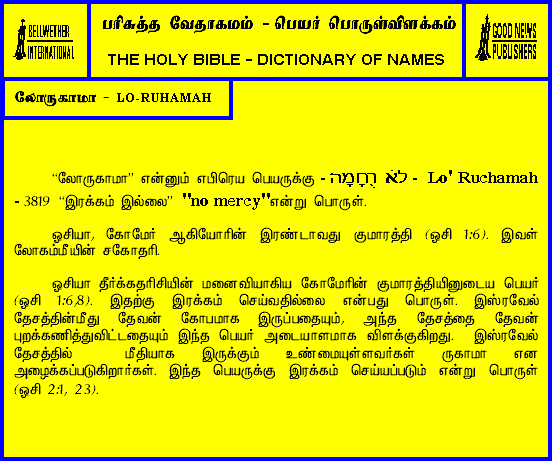 BELLWETHER
INTERNATIONAL
பரிசுத்த வேதாகமம் - பெயர் பொருள்விளக்கம்
THE HOLY BIBLE - DICTIONARY OF NAMES
GOOD NEWS
PUBLISHERS
லோருகாமா - LO-RUHAMAH
“லோருகாமா” என்னும் எபிரெய பெயருக்கு - לֹא רֻחָמָה - Lo' Ruchamah
- 3819 “இரக்கம் இல்லை” "no mercy"என்று பொருள்.
ஓசியா, கோமேர் ஆகியோரின் இரண்டாவது குமாரத்தி (ஓசி 1:6). இவள்
லோகம்மீயின் சகோதரி.
ஓசியா தீர்க்கதரிசியின் மனைவியாகிய கோமேரின் குமாரத்தியினுடைய பெயர்
(ஓசி 1:6,8). இதற்கு இரக்கம் செய்வதில்லை என்பது பொருள். இஸ்ரவேல்
தேசத்தின்மீது தேவன் கோபமாக இருப்பதையும், அந்த தேசத்தை தேவன்
புறக்கணித்துவிட்டதையும் இந்த பெயர் அடையாளமாக விளக்குகிறது. இஸ்ரவேல்
தேசத்தில் மீதியாக இருக்கும் உண்மையுள்ளவர்கள் ருகாமா என
அழைக்கப்படுகிறார்கள். இந்த பெயருக்கு இரக்கம் செய்யப்படும் என்று பொருள்
(ஓசி 2:1, 23).